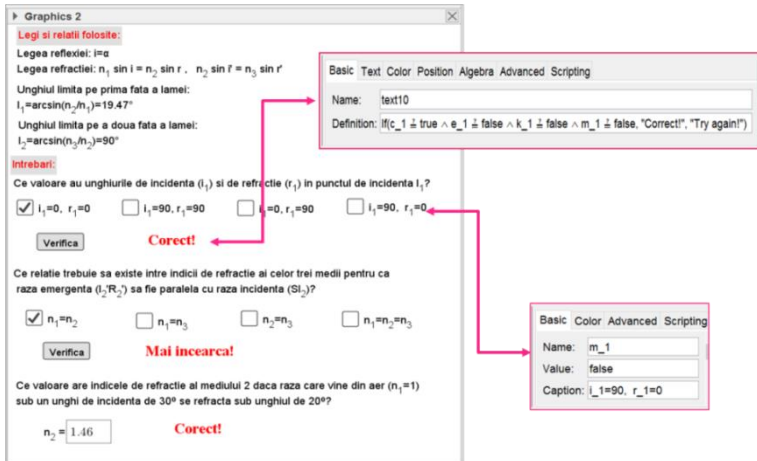 Graphics 2
Legi si relatii folosite:
Legea reflexiei: i=α
Legea refractiei: n₁ sin i = n₂ sin r , n₂ sin i' = n₃ sin r'
Unghiul limita pe prima fata a lamei:
l₁=arcsin(n₂/n₁)=19.47°
Unghiul limita pe a doua fata a lamei:
l₂=arcsin(n₃/n₂)=90°
Intrebari:
Ce valoare au unghiurile de incidenta (i₁) si de refractie (r₁) in punctul de incidenta I₁?
i₁=0, r₁=0 i₁=90, r₁=90 i₁=0, r₁=90 i₁=90, r₁=0
Verifica Corect!
Ce relatie trebuie sa existe intre indicii de refractie ai celor trei medii pentru ca
raza emergenta (I₂'R₂') sa fie paralela cu raza incidenta (SI₂)?
n₁=n₂ n₁=n₃ n₂=n₃ n₁=n₂=n₃
Verifica Mai incearca!
Ce valoare are indicele de refractie al mediului 2 daca raza care vine din aer (n₁=1)
sub un unghi de incidenta de 30º se refracta sub unghiul de 20º?
n₂ = 1.46 Corect!
Basic Text Color Position Algebra Advanced Scripting
Name: text10
Definition: If(c_1 ≟ true ∧ e_1 ≟ false ∧ k_1 ≟ false ∧ m_1 ≟ false, "Correct!", "Try again!")
Basic Color Advanced Scripting
Name: m_1
Value: false
Caption: i_1=90, r_1=0